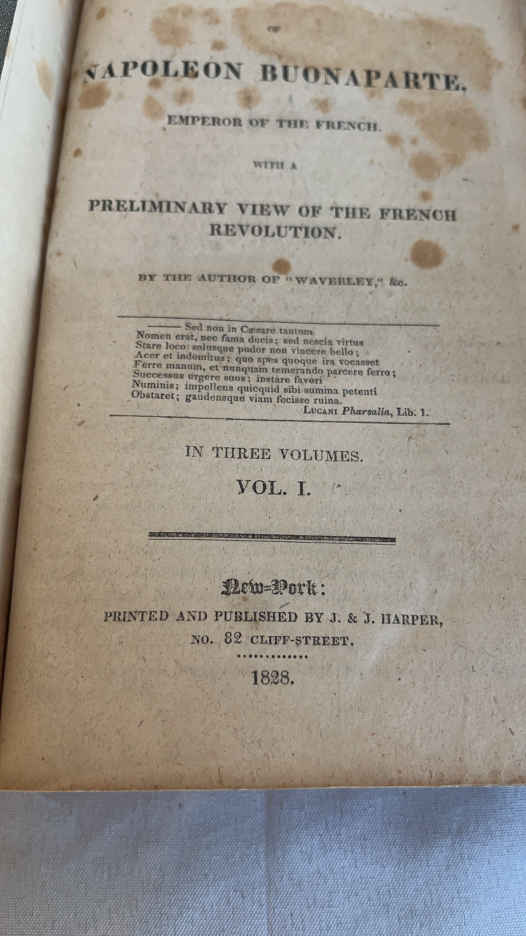 OF
NAPOLEON BUONAPARTE,
EMPEROR OF THE FRENCH.
WITH A
PRELIMINARY VIEW OF THE FRENCH
REVOLUTION.
BY THE AUTHOR OF "WAVERLEY," &c.
——— Sed non in Cæsare tantum
Nomen erat, nec fama ducis; sed nescia virtus
Stare loco: solusque pudor non vincere bello;
Acer et indomitus; quo spes quoque ira vocasset
Ferre manum, et nunquam temerando parcere ferro;
Successus urgere suos; instare favori
Numinis; impellens quicquid sibi summa petenti
Obstaret; gaudensque viam fecisse ruina.
LUCANI Pharsalia, Lib. 1.
IN THREE VOLUMES.
VOL. I.
New-York:
PRINTED AND PUBLISHED BY J. & J. HARPER,
NO. 82 CLIFF-STREET.
1828.